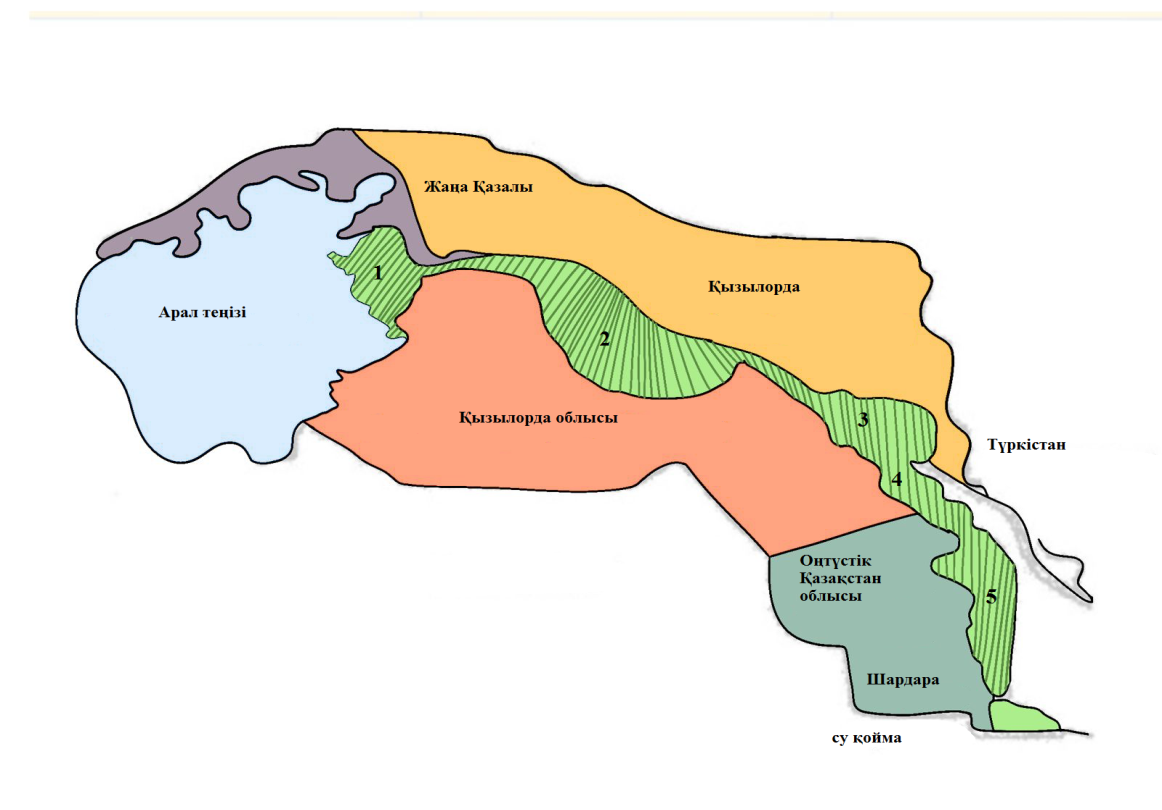 Жаңа Қазалы
1
Қызылорда
Арал теңізі
2
Қызылорда облысы
3
Түркістан
4
Оңтүстік
Қазақстан
облысы
5
Шардара
су қойма